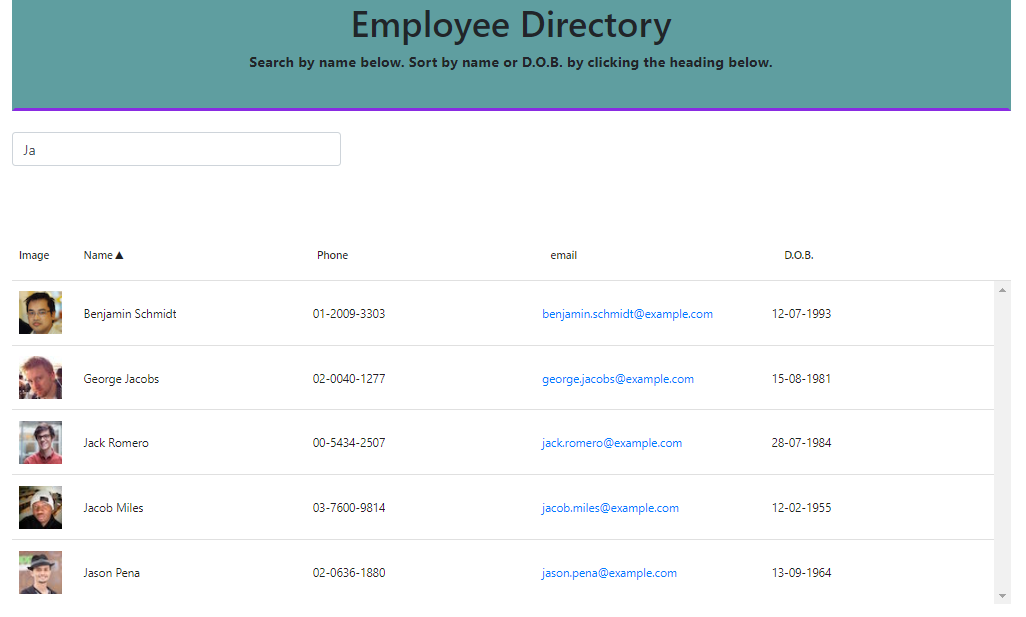 Employee Directory
Search by name below. Sort by name or D.O.B. by clicking the heading below.
Ja
Image Name▲ Phone email D.O.B.
Benjamin Schmidt 01-2009-3303 benjamin.schmidt@example.com 12-07-1993
George Jacobs 02-0040-1277 george.jacobs@example.com 15-08-1981
Jack Romero 00-5434-2507 jack.romero@example.com 28-07-1984
Jacob Miles 03-7600-9814 jacob.miles@example.com 12-02-1955
Jason Pena 02-0636-1880 jason.pena@example.com 13-09-1964